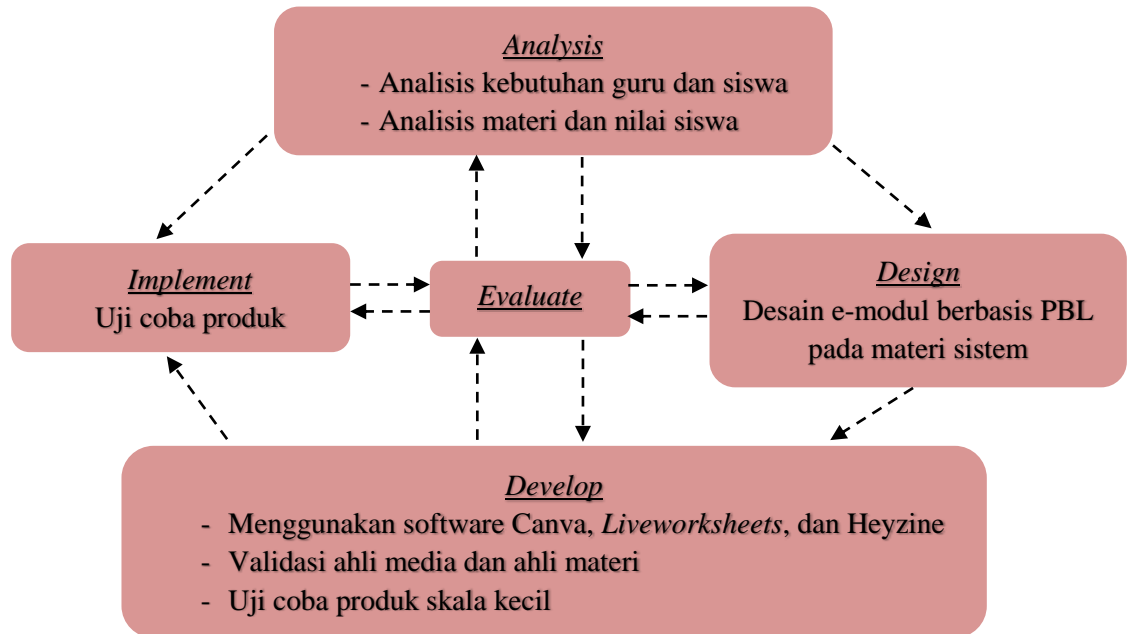 Analysis
- Analisis kebutuhan guru dan siswa
- Analisis materi dan nilai siswa
Implement
Uji coba produk
Evaluate
Design
Desain e-modul berbasis PBL
pada materi sistem
Develop
- Menggunakan software Canva, Liveworksheets, dan Heyzine
- Validasi ahli media dan ahli materi
- Uji coba produk skala kecil